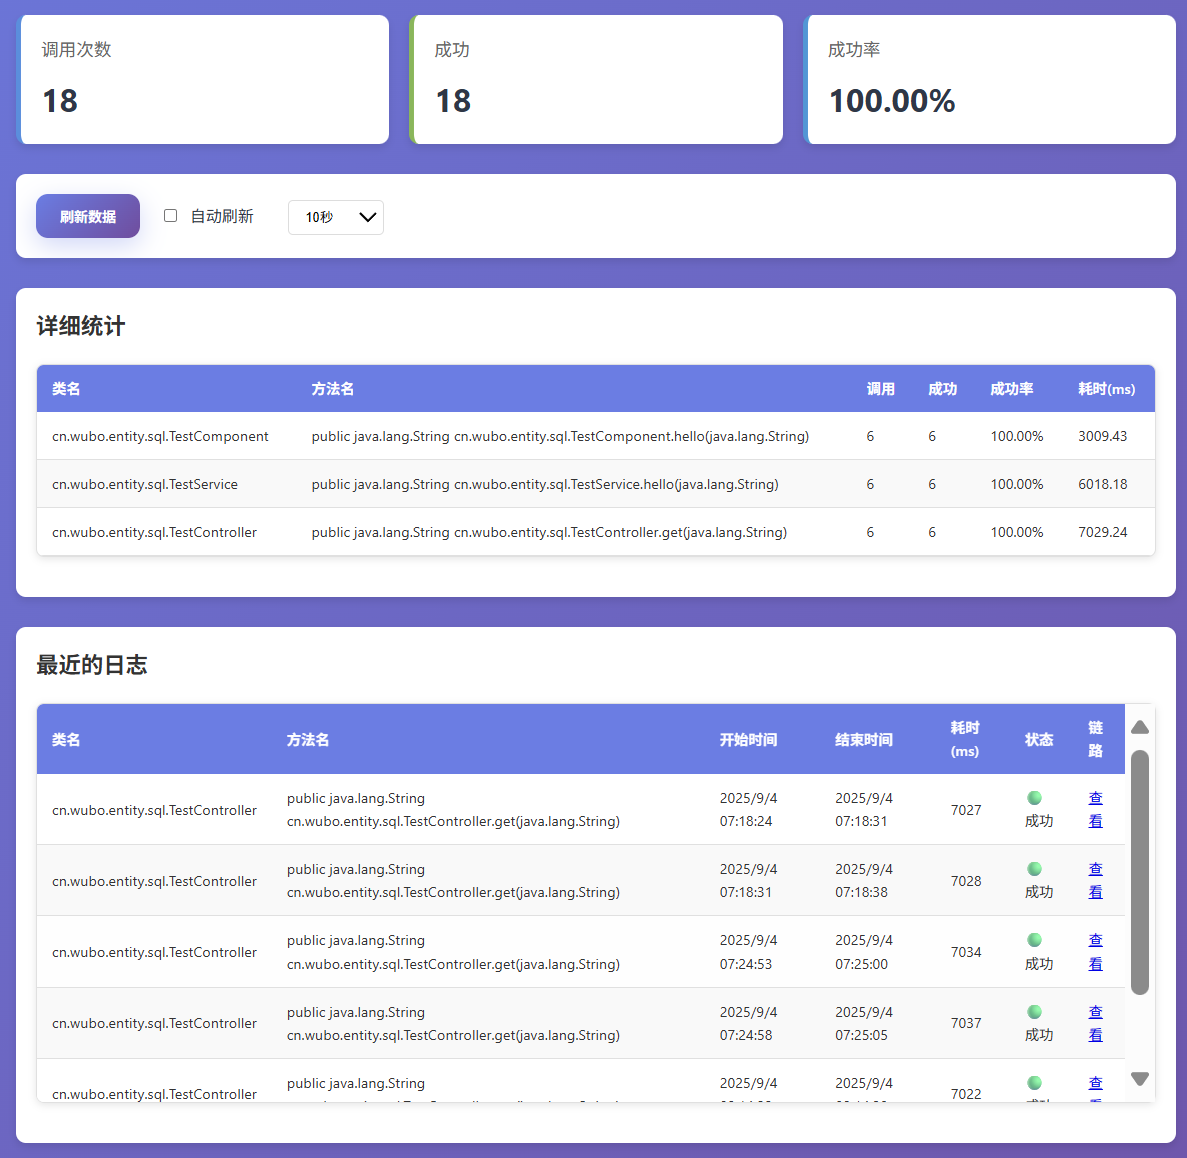 调用次数
18
成功
18
成功率
100.00%
刷新数据
自动刷新
10秒
详细统计
类名 方法名 调用 成功 成功率 耗时(ms)
cn.wubo.entity.sql.TestComponent public java.lang.String cn.wubo.entity.sql.TestComponent.hello(java.lang.String) 6 6 100.00% 3009.43
cn.wubo.entity.sql.TestService public java.lang.String cn.wubo.entity.sql.TestService.hello(java.lang.String) 6 6 100.00% 6018.18
cn.wubo.entity.sql.TestController public java.lang.String cn.wubo.entity.sql.TestController.get(java.lang.String) 6 6 100.00% 7029.24
最近的日志
类名 方法名 开始时间 结束时间 耗时 状态 链
(ms) 路
public java.lang.String 2025/9/4 2025/9/4 查
cn.wubo.entity.sql.TestController 7027
cn.wubo.entity.sql.TestController.get(java.lang.String) 07:18:24 07:18:31 成功 看
public java.lang.String 2025/9/4 2025/9/4 查
cn.wubo.entity.sql.TestController 7028
cn.wubo.entity.sql.TestController.get(java.lang.String) 07:18:31 07:18:38 成功 看
public java.lang.String 2025/9/4 2025/9/4 查
cn.wubo.entity.sql.TestController 7034
cn.wubo.entity.sql.TestController.get(java.lang.String) 07:24:53 07:25:00 成功 看
public java.lang.String 2025/9/4 2025/9/4 查
cn.wubo.entity.sql.TestController 7037
cn.wubo.entity.sql.TestController.get(java.lang.String) 07:24:58 07:25:05 成功 看
public java.lang.String 2025/9/4 2025/9/4 查
cn.wubo.entity.sql.TestController 7022